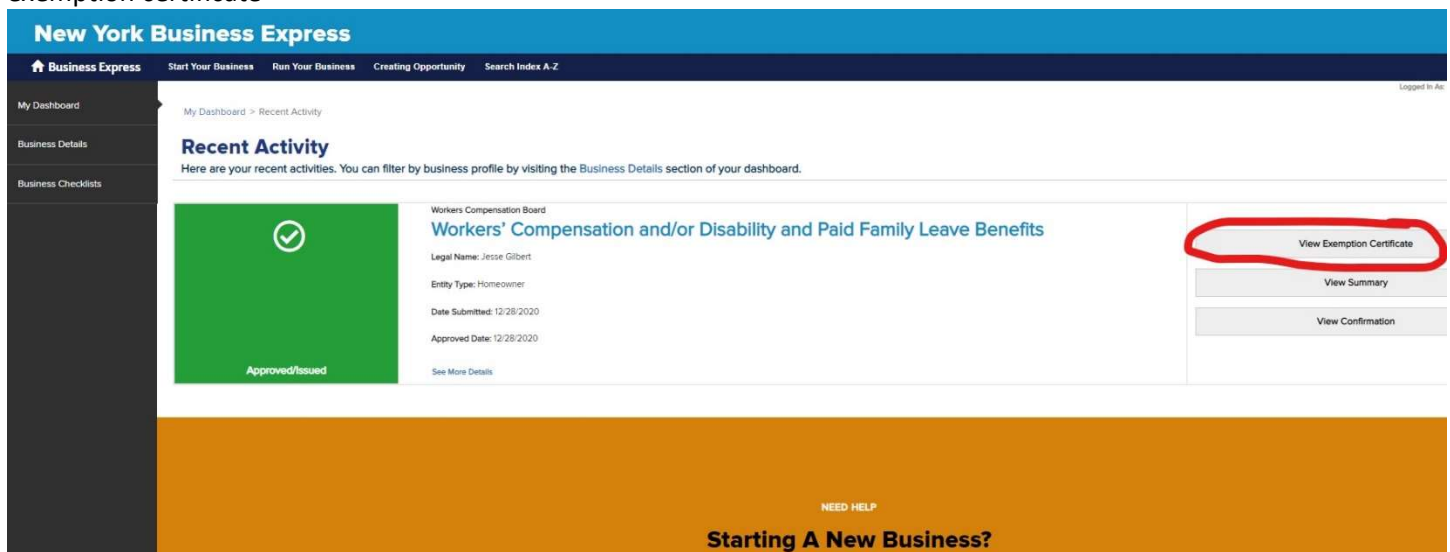 exemption certificate
New York Business Express
Business Express Start Your Business Run Your Business Creating Opportunity Search Index A-Z
Logged In As:
My Dashboard
My Dashboard > Recent Activity
Business Details
Recent Activity
Here are your recent activities. You can filter by business profile by visiting the Business Details section of your dashboard.
Business Checklists
Workers Compensation Board
Workers' Compensation and/or Disability and Paid Family Leave Benefits
Legal Name: Jesse Gilbert
Entity Type: Homeowner
Date Submitted: 12/28/2020
Approved Date: 12/28/2020
Approved/Issued
See More Details
View Exemption Certificate
View Summary
View Confirmation
NEED HELP
Starting A New Business?